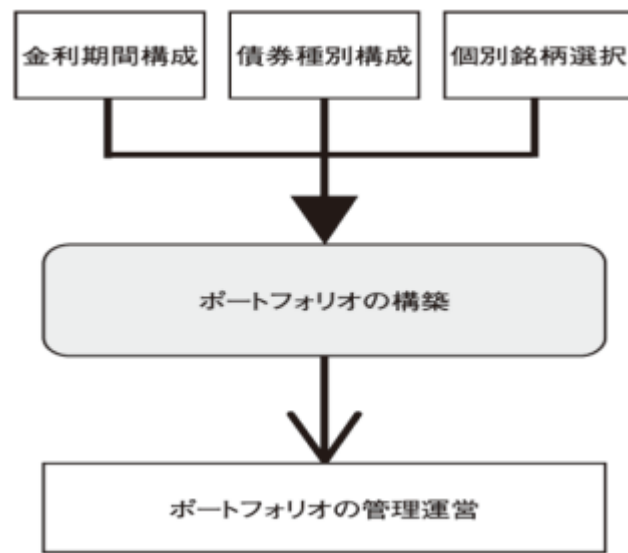 金利期間構成
債券種別構成
個別銘柄選択
ポートフォリオの構築
ポートフォリオの管理運営